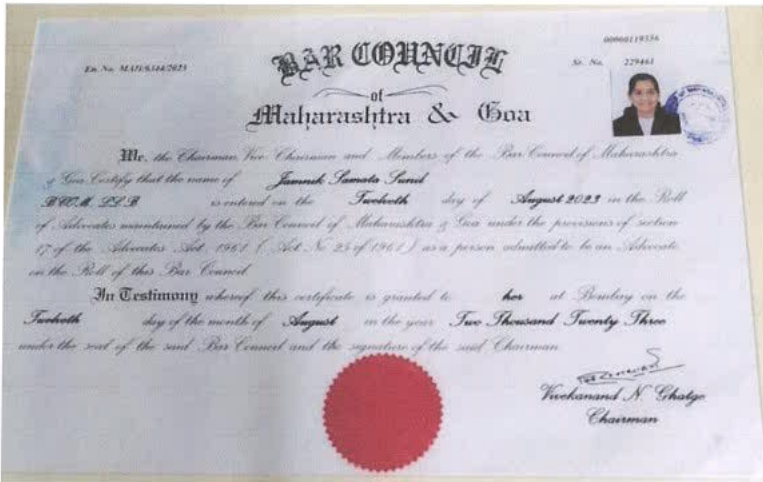 00000119556
En. No. MAH/6344/2023
BAR COUNCIL
Sr. No. 229461
of
Maharashtra & Goa
We, the Chairman, Vice Chairman and Members of the Bar Council of Maharashtra
& Goa Certify that the name of Jamnik Samata Sunil
BCOM. LLB is entered on the Twelveth day of August 2023 in the Roll
of Advocates maintained by the Bar Council of Maharashtra & Goa under the provisions of section
17 of the Advocates Act 1961 ( Act No 25 of 1961 ) as a person admitted to be an Advocate
on the Roll of this Bar Council
In Testimony whereof this certificate is granted to her at Bombay on the
Twelveth day of the month of August in the year Two Thousand Twenty Three
under the seal of the said Bar Council and the signature of the said Chairman
Vivekanand N. Ghatge
Chairman